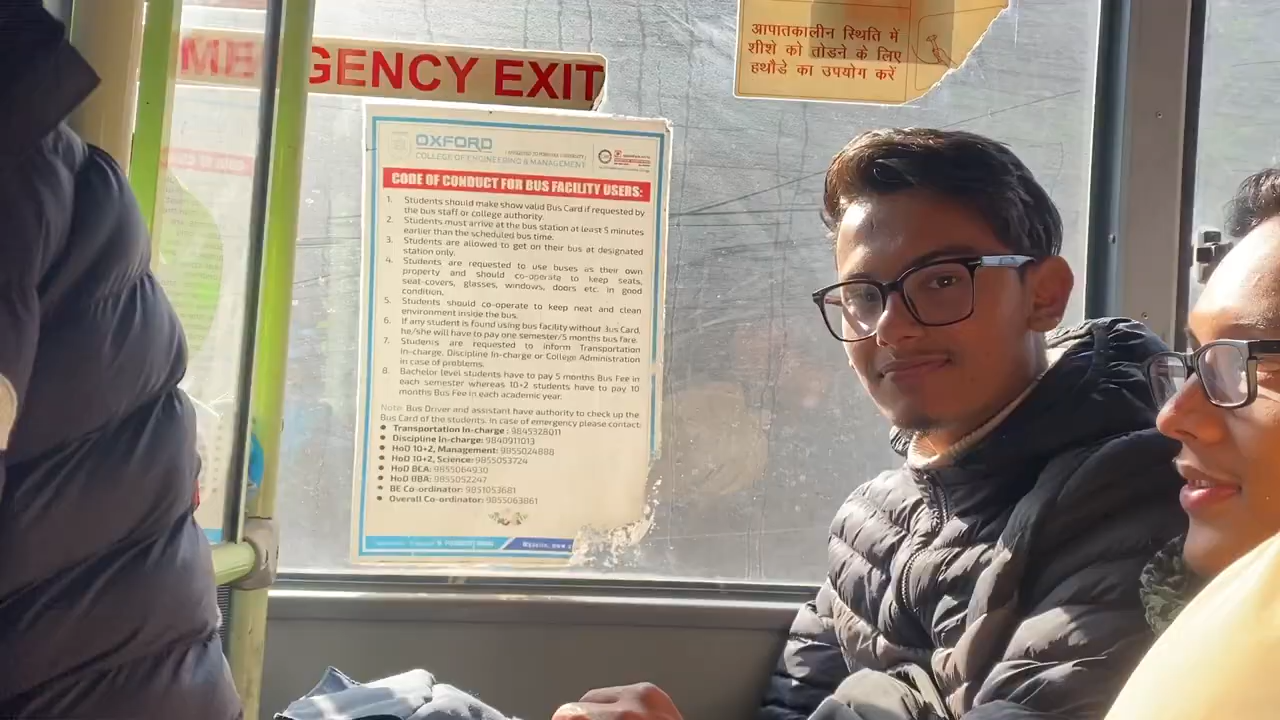 EMERGENCY EXIT
आपातकालीन स्थिति में
शीशे को तोडने के लिए
हथौडे का उपयोग करें
OXFORD
COLLEGE OF ENGINEERING & MANAGEMENT
CODE OF CONDUCT FOR BUS FACILITY USERS:
1. Students should make show valid Bus Card if requested by
the bus staff or college authority.
2. Students must arrive at the bus station at least 5 minutes
earlier than the scheduled bus time.
3. Students are allowed to get on their bus at designated
station only.
4. Students are requested to use buses as their own
property and should co-operate to keep seats,
seat-covers, glasses, windows, doors etc. in good
condition.
5. Students should co-operate to keep neat and clean
environment inside the bus.
6. If any student is found using bus facility without Bus Card,
he/she will have to pay one semester/5 months bus fare.
7. Students are requested to inform Transportation
In-charge, Discipline In-charge or College Administration
in case of problems.
8. Bachelor level students have to pay 5 months Bus Fee in
each semester whereas 10+2 students have to pay 10
months Bus Fee in each academic year.
Note: Bus Driver and assistant have authority to check up the
Bus Card of the students. In case of emergency please contact:
• Transportation In-charge : 9845328011
• Discipline In-charge: 9840911013
• HoD 10+2, Management: 9855024888
• HoD 10+2, Science: 9855053724
• HoD BCA: 9855064930
• HoD BBA: 9855052247
• BE Co-ordinator: 9851053681
• Overall Co-ordinator: 9855063861